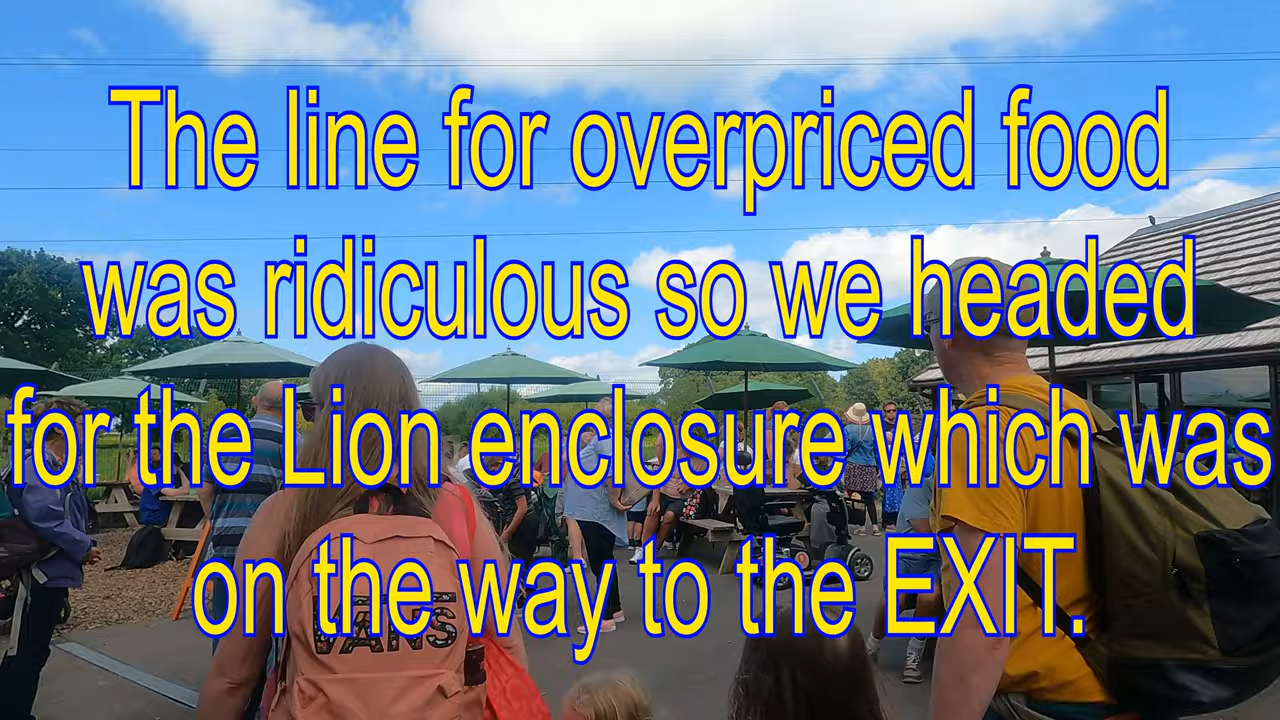 The line for overpriced food
was ridiculous so we headed
for the Lion enclosure which was
on the way to the EXIT.
VANS